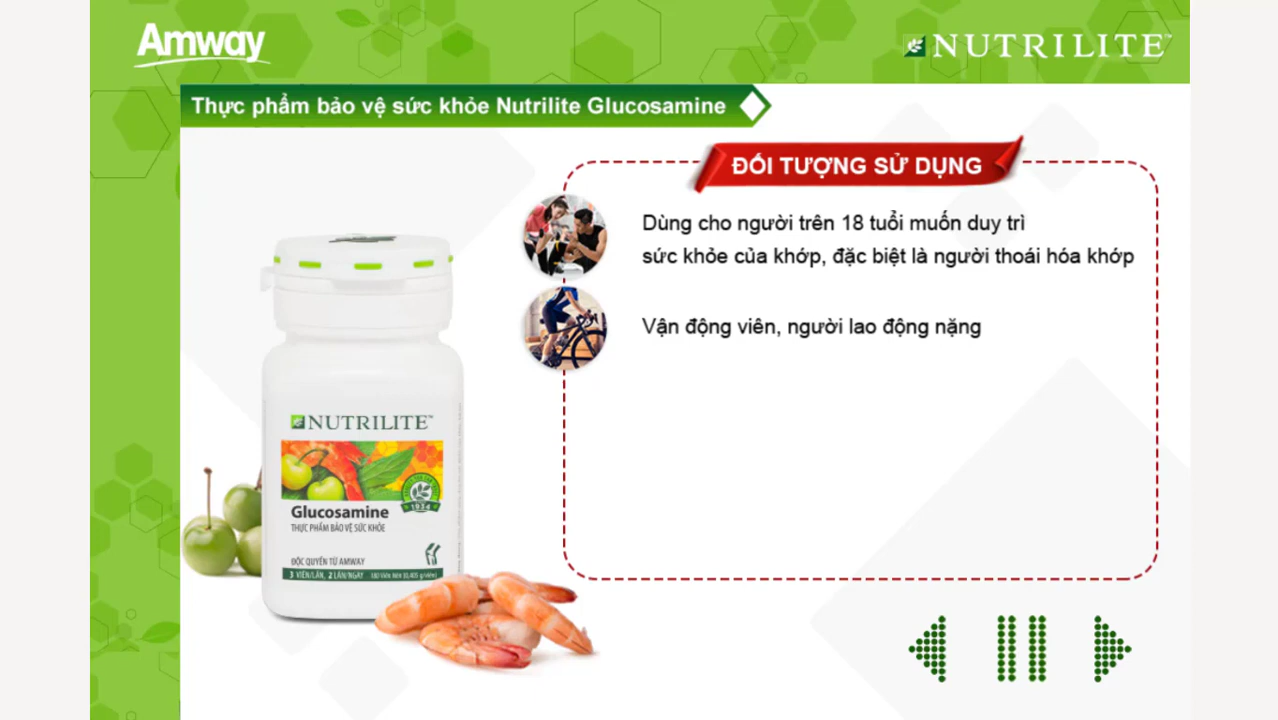 Amway
NUTRILITE™
Thực phẩm bảo vệ sức khỏe Nutrilite Glucosamine
ĐỐI TƯỢNG SỬ DỤNG
Dùng cho người trên 18 tuổi muốn duy trì
sức khỏe của khớp, đặc biệt là người thoái hóa khớp
Vận động viên, người lao động nặng
NUTRILITE™
1934
Glucosamine
THỰC PHẨM BẢO VỆ SỨC KHỎE
ĐỘC QUYỀN TỪ AMWAY
3 VIÊN/LẦN, 2 LẦN/NGÀY